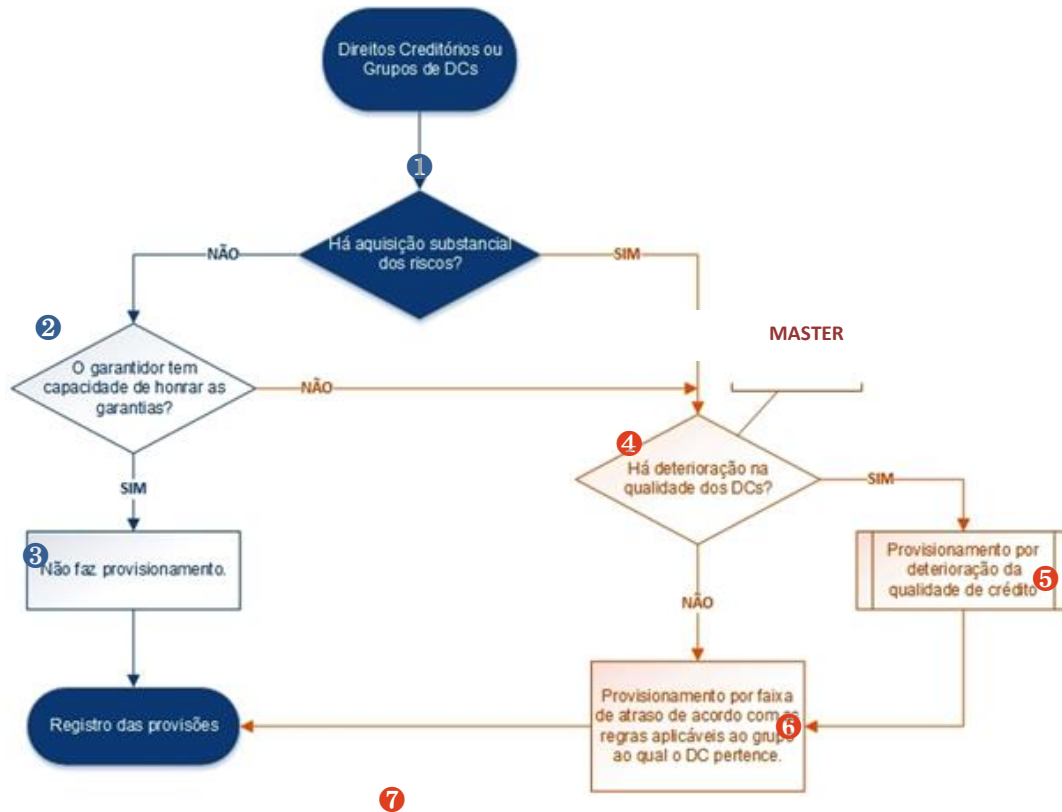 Direitos Creditórios ou
Grupos de DCs
1
Há aquisição substancial
dos riscos?
NÃO
SIM
2
MASTER
O garantidor tem
capacidade de honrar as
garantias?
NÃO
4
Há deterioração na
qualidade dos DCs?
SIM
SIM
3
Não faz provisionamento.
Provisionamento por
deterioração da
qualidade de crédito
5
NÃO
Registro das provisões
Provisionamento por faixa
de atraso de acordo com as
regras aplicáveis ao grupo
ao qual o DC pertence.
6
7